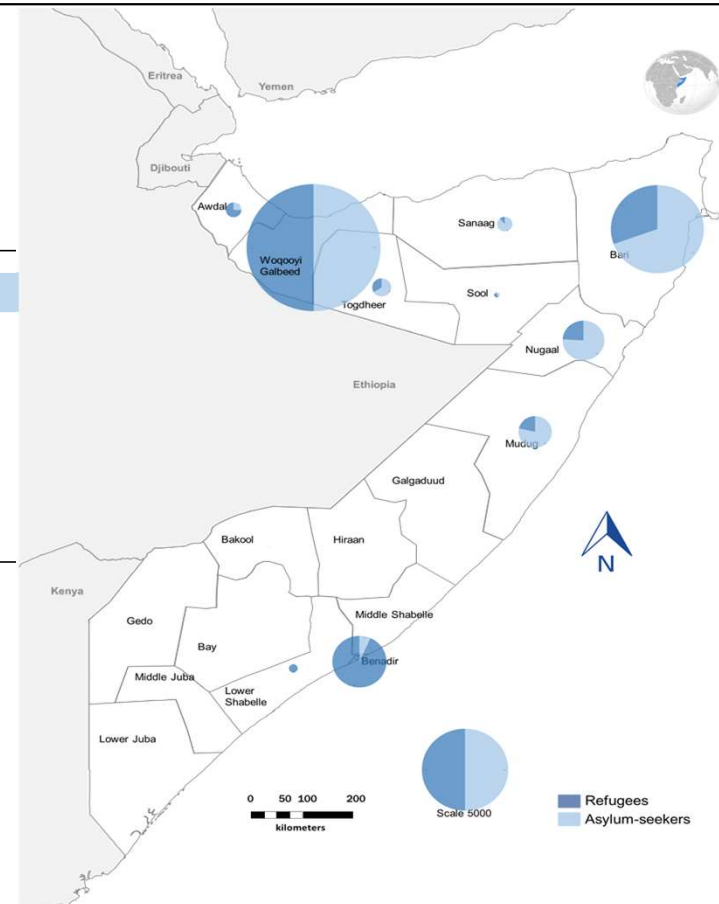 Eritrea
Yemen
Djibouti
Awdal
Woqooyi
Galbeed
Sanaag
Bari
Togdheer
Sool
Nugaal
Ethiopia
Mudug
Galgaduud
Bakool
Hiraan
N
Kenya
Gedo
Middle Shabelle
Bay
Benadir
Middle Juba
Lower
Shabelle
Lower Juba
0 50 100 200
kilometers
Scale 5000
Refugees
Asylum-seekers